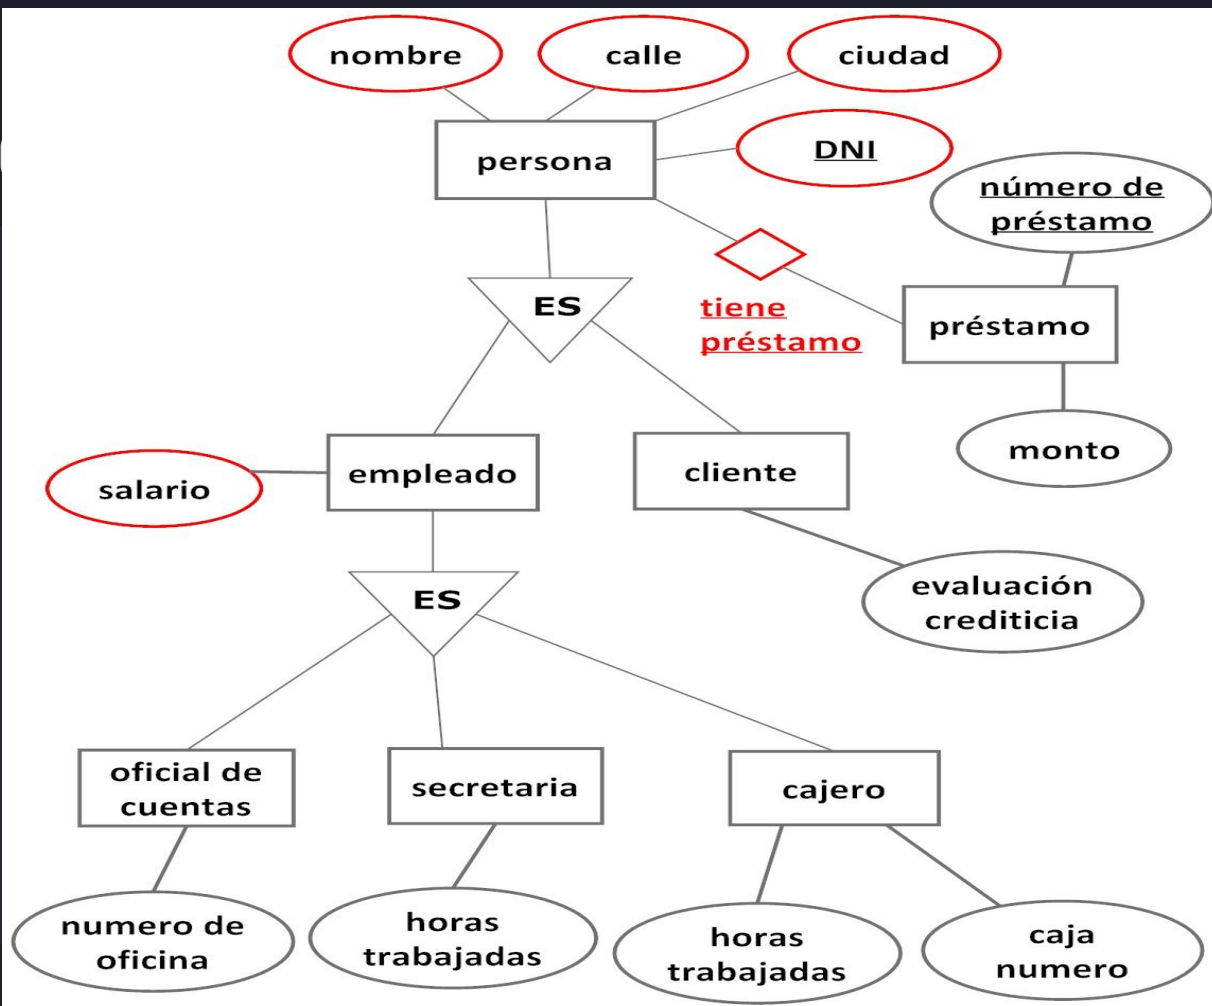 nombre
calle
ciudad
persona
DNI
número de
préstamo
ES
tiene
préstamo
préstamo
monto
salario
empleado
cliente
ES
evaluación
crediticia
oficial de
cuentas
secretaria
cajero
numero de
oficina
horas
trabajadas
horas
trabajadas
caja
numero